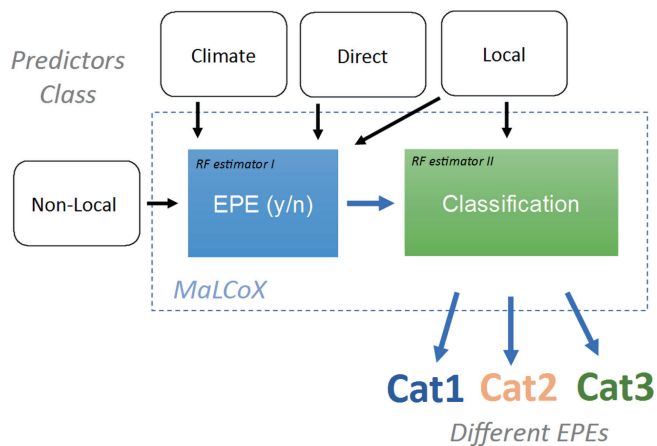 Predictors
Class
Climate
Direct
Local
Non-Local
RF estimator I
EPE (y/n)
RF estimator II
Classification
MaLCoX
Cat1 Cat2 Cat3
Different EPEs